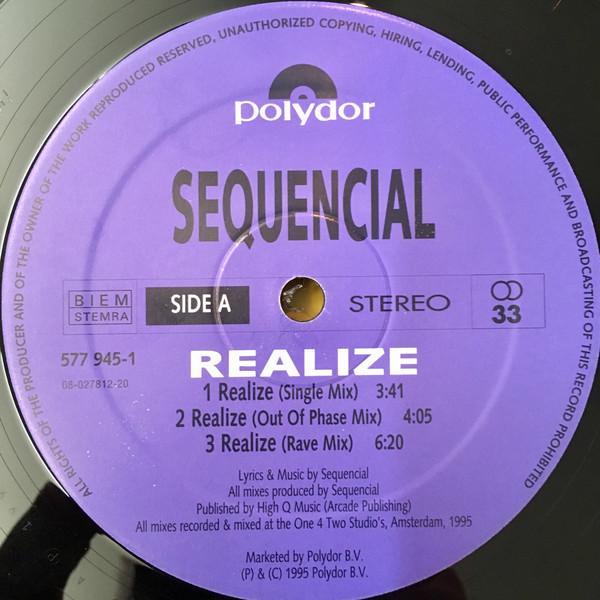 ALL RIGHTS OF THE PRODUCER AND OF THE OWNER OF THE WORK REPRODUCED RESERVED, UNAUTHORIZED COPYING, HIRING, LENDING, PUBLIC PERFORMANCE AND BROADCASTING OF THIS RECORD PROHIBITED
polydor
SEQUENCIAL
BIEM
STEMRA
SIDE A
STEREO
33
577 945-1
08-027812-20
REALIZE
1 Realize (Single Mix) 3:41
2 Realize (Out Of Phase Mix) 4:05
3 Realize (Rave Mix) 6:20
Lyrics & Music by Sequencial
All mixes produced by Sequencial
Published by High Q Music (Arcade Publishing)
All mixes recorded & mixed at the One 4 Two Studio's, Amsterdam, 1995
Marketed by Polydor B.V.
(P) & (C) 1995 Polydor B.V.